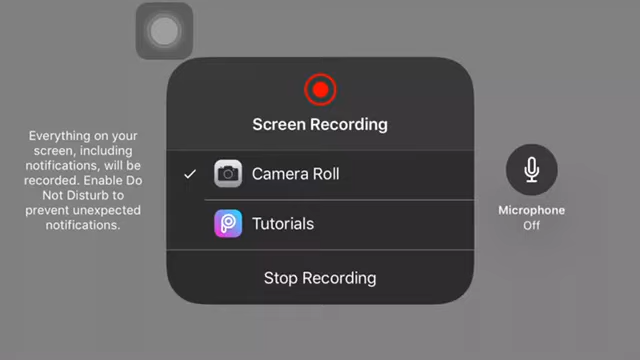 Screen Recording
Everything on your
screen, including
notifications, will be
recorded. Enable Do
Not Disturb to
prevent unexpected
notifications.
Camera Roll
Tutorials
Stop Recording
Microphone
Off